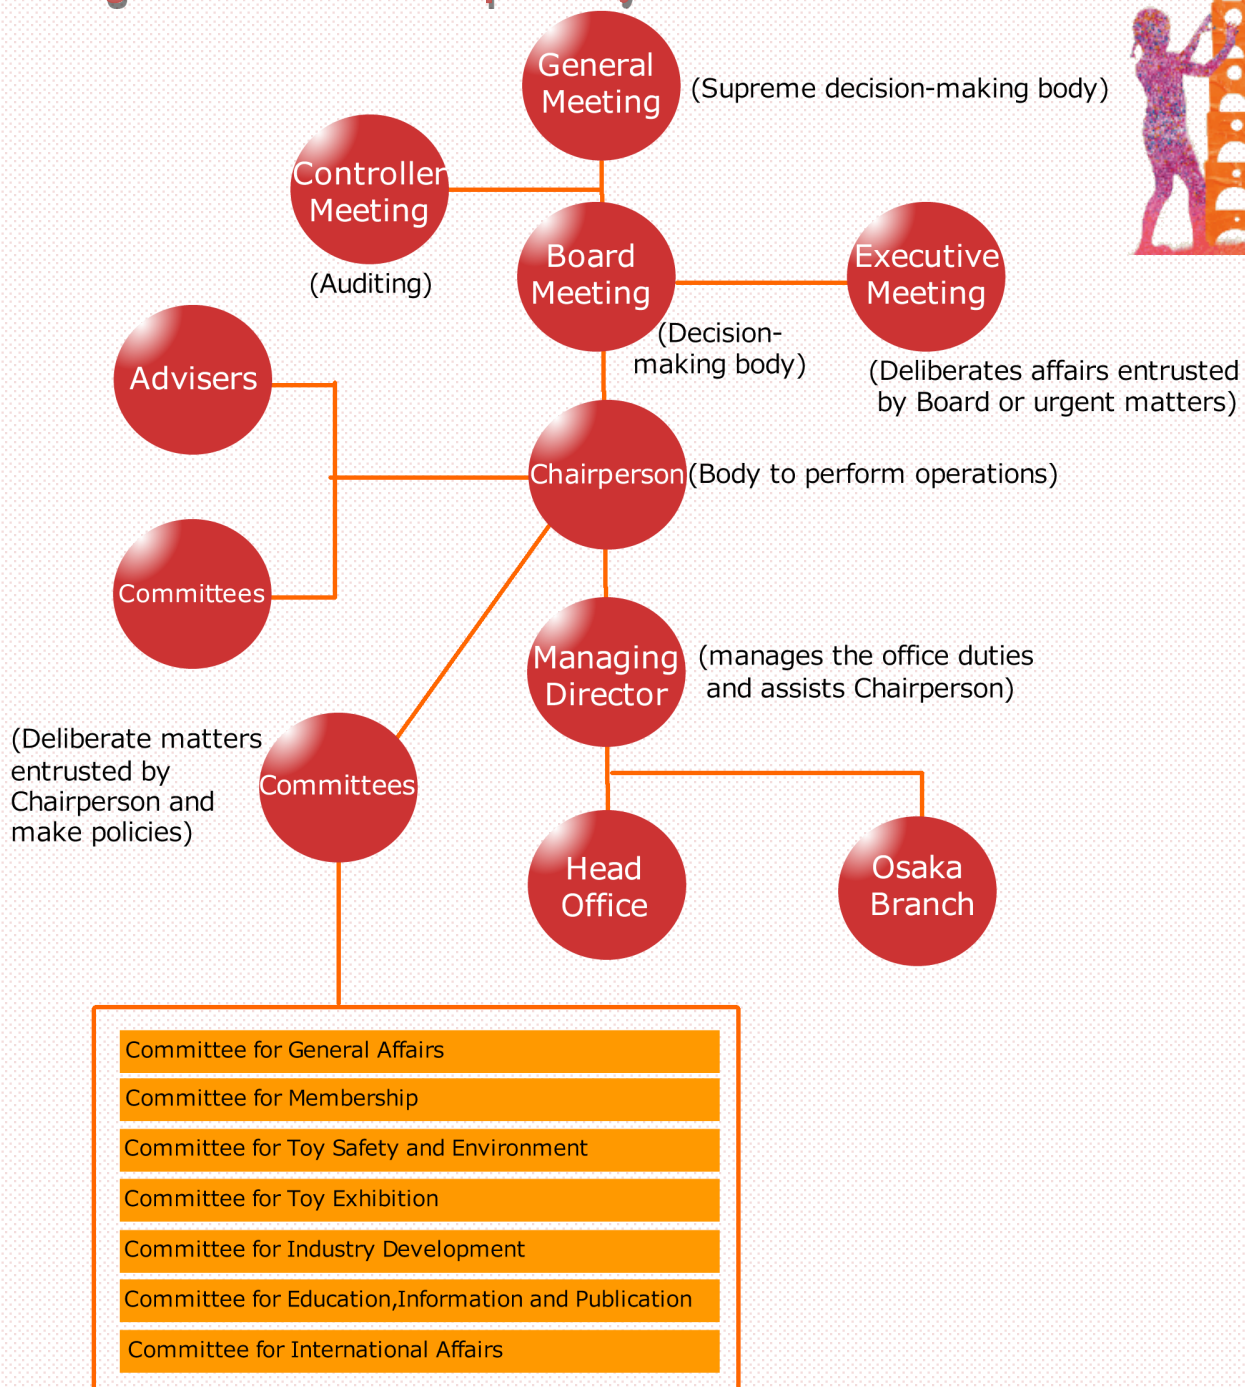 General
Meeting
(Supreme decision-making body)
Controller
Meeting
(Auditing)
Board
Meeting
(Decision-
making body)
Executive
Meeting
(Deliberates affairs entrusted
by Board or urgent matters)
Advisers
Chairperson
(Body to perform operations)
Committees
Managing
Director
(manages the office duties
and assists Chairperson)
(Deliberate matters
entrusted by
Chairperson and
make policies)
Committees
Head
Office
Osaka
Branch
Committee for General Affairs
Committee for Membership
Committee for Toy Safety and Environment
Committee for Toy Exhibition
Committee for Industry Development
Committee for Education,Information and Publication
Committee for International Affairs